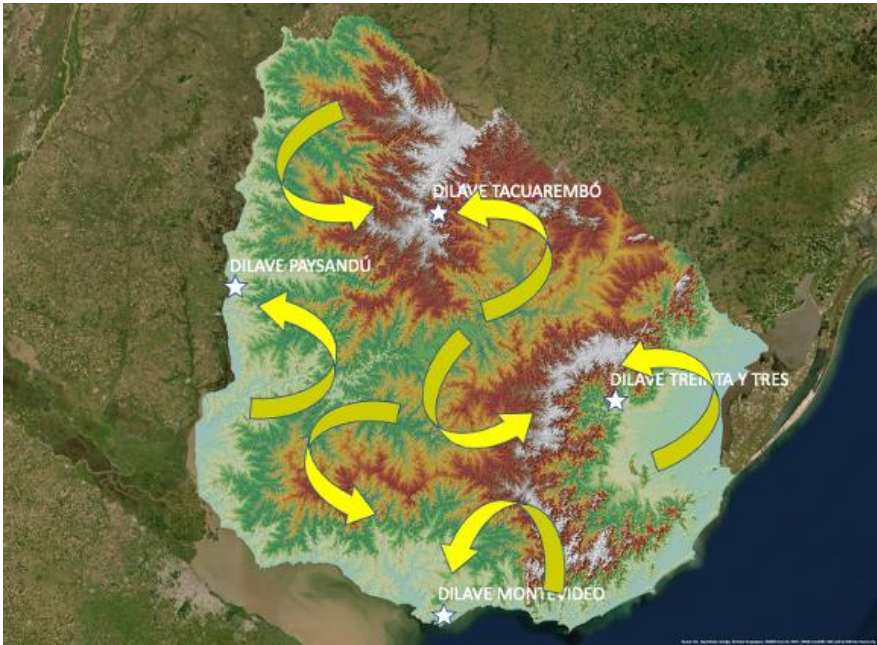 DILAVE TACUAREMBÓ
DILAVE PAYSANDÚ
DILAVE TREINTA Y TRES
DILAVE MONTEVIDEO